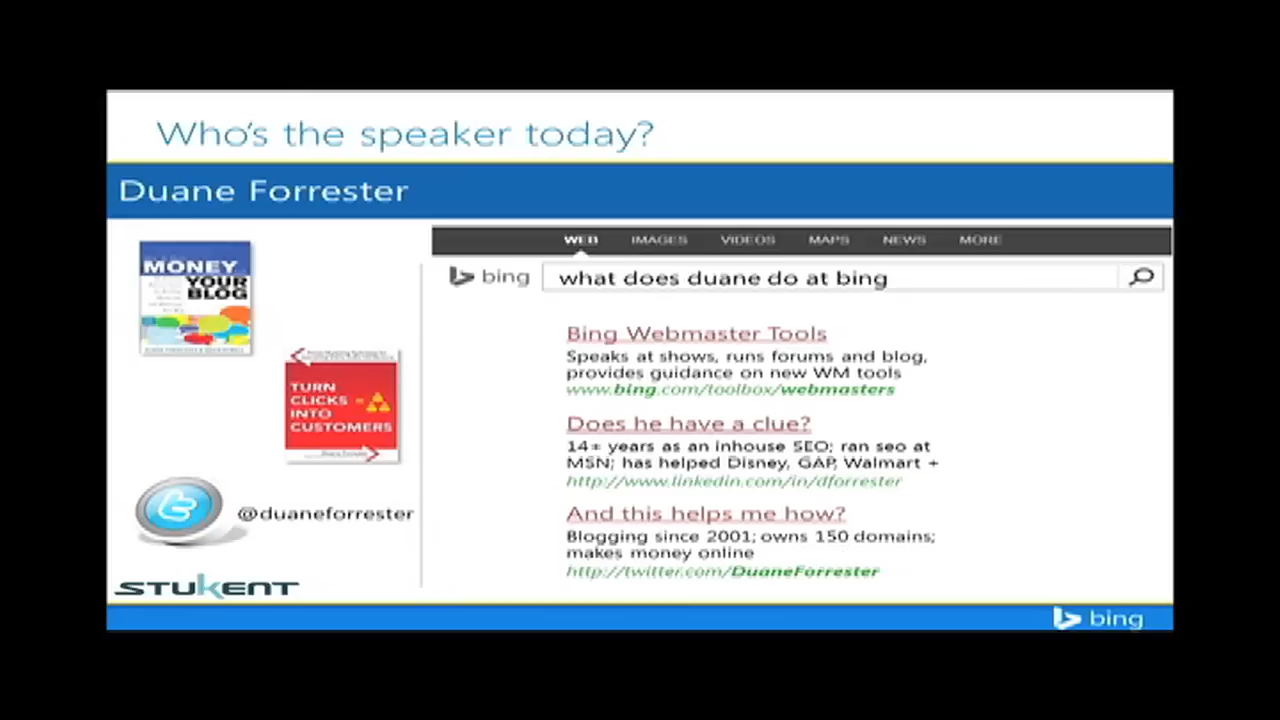 Who's the speaker today?
Duane Forrester
MONEY
YOUR
BLOG
TURN
CLICKS =
INTO
CUSTOMERS
@duaneforrester
STUKENT
WEB IMAGES VIDEOS MAPS NEWS MORE
bing what does duane do at bing
Bing Webmaster Tools
Speaks at shows, runs forums and blog,
provides guidance on new WM tools
www.bing.com/toolbox/webmasters
Does he have a clue?
14+ years as an inhouse SEO; ran seo at
MSN; has helped Disney, GAP, Walmart +
http://www.linkedin.com/in/dforrester
And this helps me how?
Blogging since 2001; owns 150 domains;
makes money online
http://twitter.com/DuaneForrester
bing